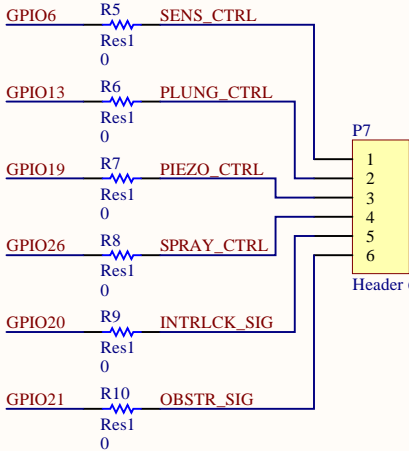 GPIO6 R5 SENS_CTRL
Res1
0
GPIO13 R6 PLUNG_CTRL
Res1
0
P7
GPIO19 R7 PIEZO_CTRL
Res1
0
1
2
3
4
5
6
GPIO26 R8 SPRAY_CTRL
Res1
0
Header
GPIO20 R9 INTRLCK_SIG
Res1
0
GPIO21 R10 OBSTR_SIG
Res1
0